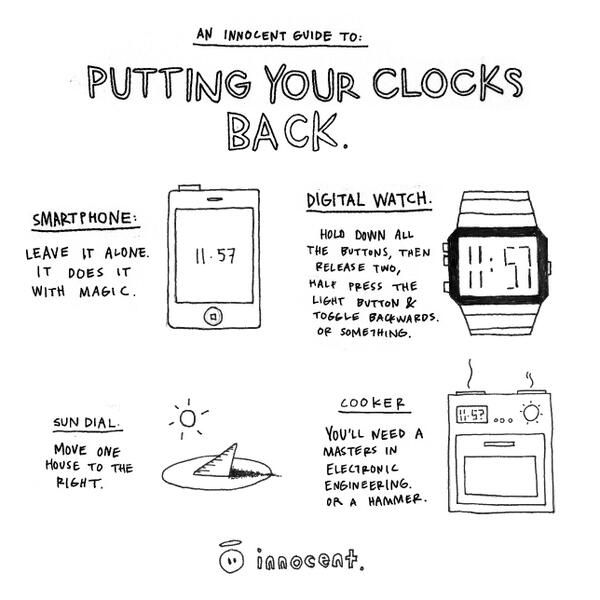 AN INNOCENT GUIDE TO:
PUTTING YOUR CLOCKS
BACK.
SMARTPHONE:
LEAVE IT ALONE.
IT DOES IT
WITH MAGIC.
11.57
DIGITAL WATCH.
HOLD DOWN ALL
THE BUTTONS, THEN
RELEASE TWO,
HALF PRESS THE
LIGHT BUTTON &
TOGGLE BACKWARDS.
OR SOMETHING.
11:57
SUN DIAL.
MOVE ONE
HOUSE TO THE
RIGHT.
COOKER
YOU'LL NEED A
MASTERS IN
ELECTRONIC
ENGINEERING.
OR A HAMMER.
11:57
innocent.